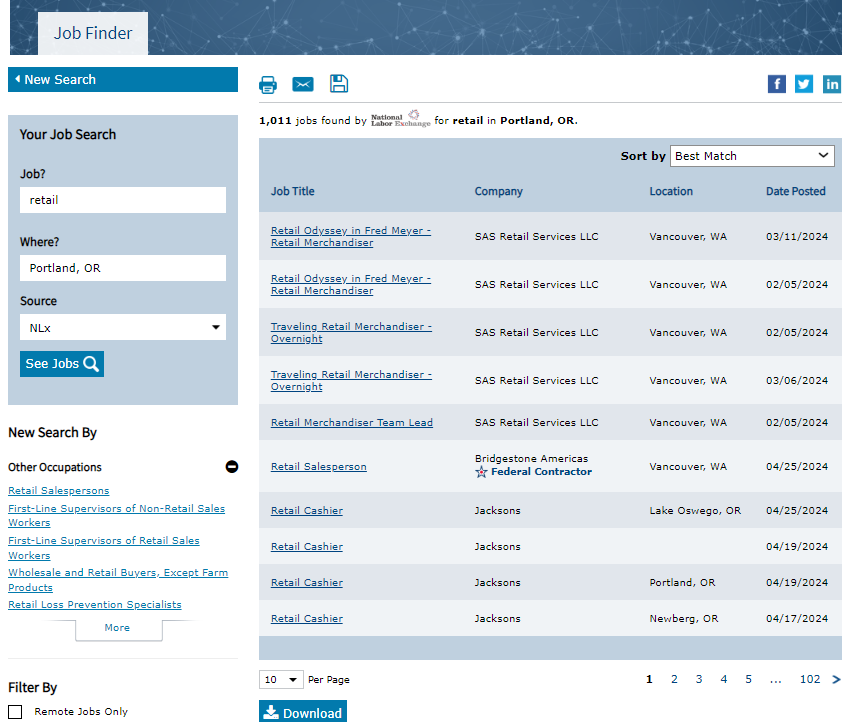 Job Finder
New Search
Your Job Search
Job?
retail
Where?
Portland, OR
Source
NLx
See Jobs
New Search By
Other Occupations
Retail Salespersons
First-Line Supervisors of Non-Retail Sales
Workers
First-Line Supervisors of Retail Sales
Workers
Wholesale and Retail Buyers, Except Farm
Products
Retail Loss Prevention Specialists
More
Filter By
Remote Jobs Only
f in
1,011 jobs found by National Labor Exchange for retail in Portland, OR.
Sort by Best Match
Job Title Company Location Date Posted
Retail Odyssey in Fred Meyer -
Retail Merchandiser SAS Retail Services LLC Vancouver, WA 03/11/2024
Retail Odyssey in Fred Meyer -
Retail Merchandiser SAS Retail Services LLC Vancouver, WA 02/05/2024
Traveling Retail Merchandiser -
Overnight SAS Retail Services LLC Vancouver, WA 02/05/2024
Traveling Retail Merchandiser -
Overnight SAS Retail Services LLC Vancouver, WA 03/06/2024
Retail Merchandiser Team Lead SAS Retail Services LLC Vancouver, WA 02/05/2024
Retail Salesperson Bridgestone Americas
Federal Contractor Vancouver, WA 04/25/2024
Retail Cashier Jacksons Lake Oswego, OR 04/25/2024
Retail Cashier Jacksons 04/19/2024
Retail Cashier Jacksons Portland, OR 04/19/2024
Retail Cashier Jacksons Newberg, OR 04/17/2024
10 Per Page 1 2 3 4 5 ... 102 >
Download